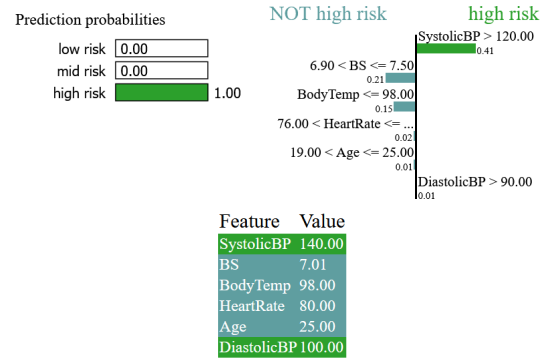 Prediction probabilities
low risk 0.00
mid risk 0.00
high risk 1.00
NOT high risk high risk
SystolicBP > 120.00
0.41
6.90 < BS <= 7.50
0.21
BodyTemp <= 98.00
0.15
76.00 < HeartRate <= ...
0.02
19.00 < Age <= 25.00
0.01
DiastolicBP > 90.00
0.01
Feature Value
SystolicBP 140.00
BS 7.01
BodyTemp 98.00
HeartRate 80.00
Age 25.00
DiastolicBP 100.00